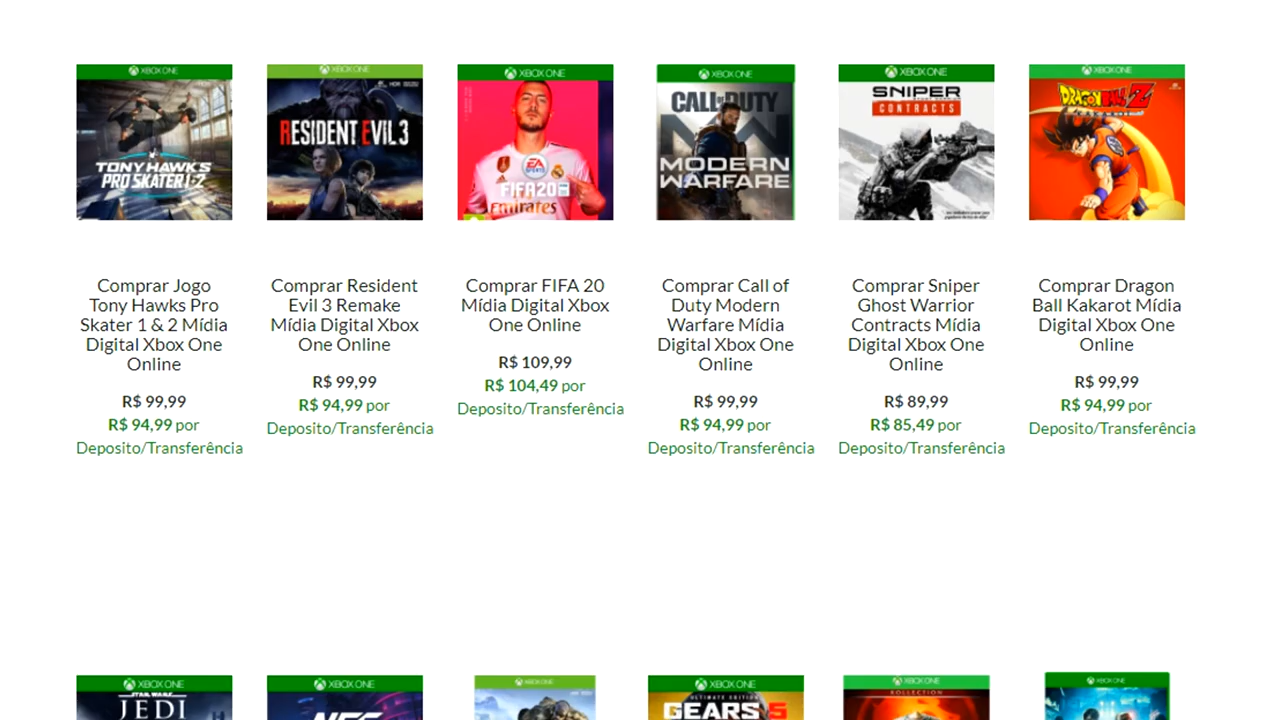 XBOX ONE
TONY HAWK'S
PRO SKATER 1+2
XBOX ONE
RESIDENT EVIL 3
XBOX ONE
EA
SPORTS
FIFA 20
Emirates
XBOX ONE
CALL OF DUTY
MW
MODERN
WARFARE
XBOX ONE
SNIPER
CONTRACTS
XBOX ONE
DRAGON BALL Z
Comprar Jogo
Tony Hawks Pro
Skater 1 & 2 Mídia
Digital Xbox One
Online
R$ 99,99
R$ 94,99 por
Deposito/Transferência
Comprar Resident
Evil 3 Remake
Mídia Digital Xbox
One Online
R$ 99,99
R$ 94,99 por
Deposito/Transferência
Comprar FIFA 20
Mídia Digital Xbox
One Online
R$ 109,99
R$ 104,49 por
Deposito/Transferência
Comprar Call of
Duty Modern
Warfare Mídia
Digital Xbox One
Online
R$ 99,99
R$ 94,99 por
Deposito/Transferência
Comprar Sniper
Ghost Warrior
Contracts Mídia
Digital Xbox One
Online
R$ 89,99
R$ 85,49 por
Deposito/Transferência
Comprar Dragon
Ball Kakarot Mídia
Digital Xbox One
Online
R$ 99,99
R$ 94,99 por
Deposito/Transferência
XBOX ONE
STAR WARS
JEDI
XBOX ONE
NFS
XBOX ONE
XBOX ONE
ULTIMATE EDITION
GEARS 5
XBOX ONE
KOLLECTION
XBOX ONE